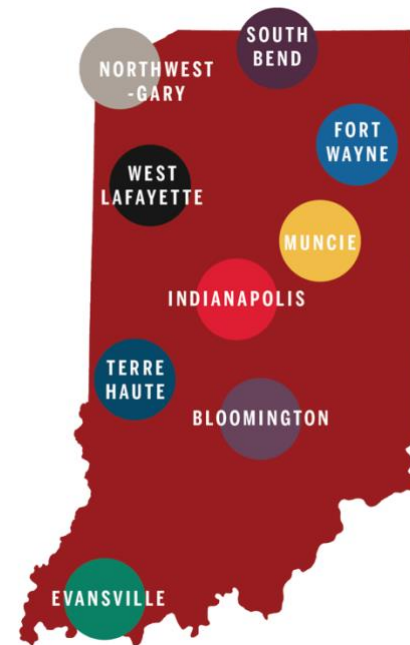 SOUTH
BEND
NORTHWEST
-GARY
FORT
WAYNE
WEST
LAFAYETTE
MUNCIE
INDIANAPOLIS
TERRE
HAUTE
BLOOMINGTON
EVANSVILLE